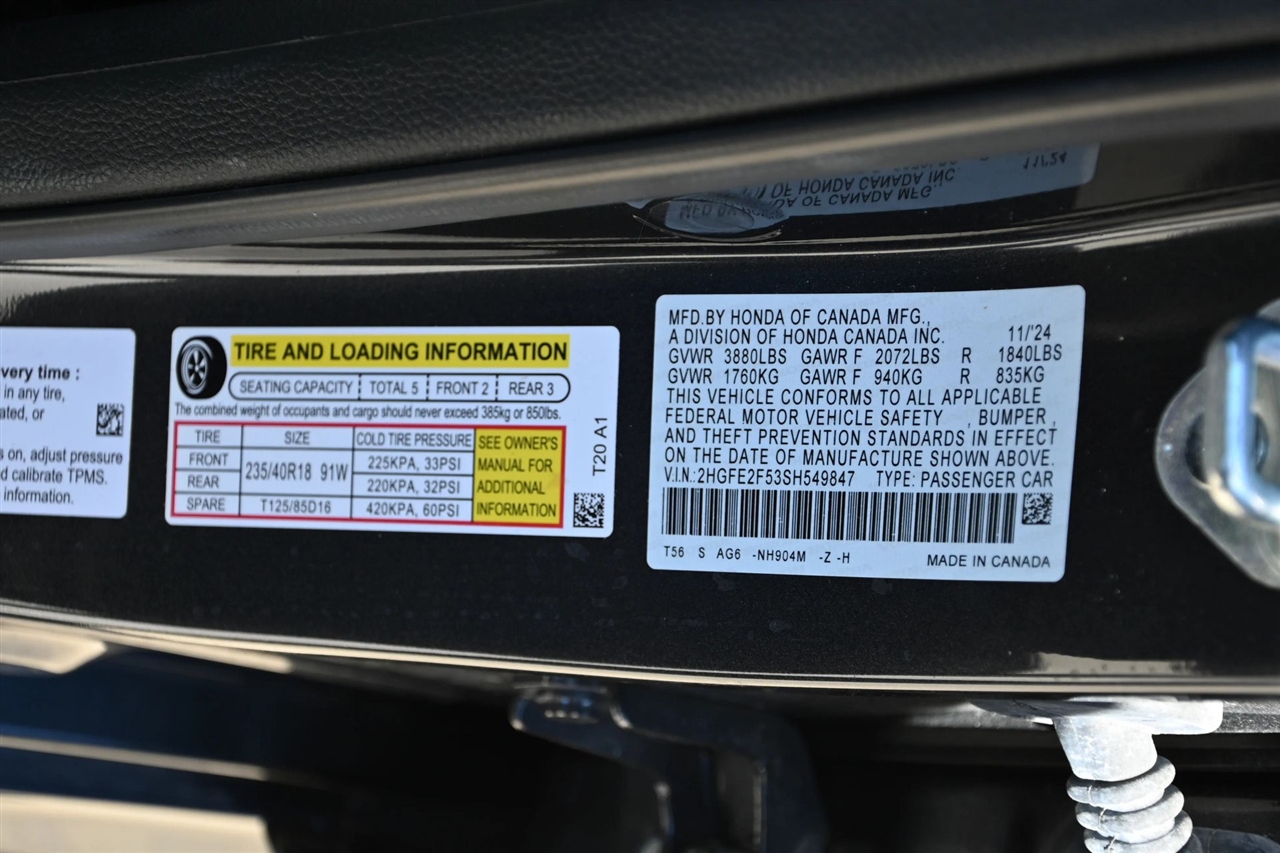 very time :
in any tire,
ated, or
s on, adjust pressure
d calibrate TPMS.
information.
TIRE AND LOADING INFORMATION
SEATING CAPACITY TOTAL 5 FRONT 2 REAR 3
The combined weight of occupants and cargo should never exceed 385kg or 850lbs.
TIRE SIZE COLD TIRE PRESSURE SEE OWNER'S
FRONT 235/40R18 91W 225KPA, 33PSI MANUAL FOR
REAR 220KPA, 32PSI ADDITIONAL
SPARE T125/85D16 420KPA, 60PSI INFORMATION
T20 A1
MFD.BY HONDA OF CANADA MFG.,
A DIVISION OF HONDA CANADA INC. 11/'24
GVWR 3880LBS GAWR F 2072LBS R 1840LBS
GVWR 1760KG GAWR F 940KG R 835KG
THIS VEHICLE CONFORMS TO ALL APPLICABLE
FEDERAL MOTOR VEHICLE SAFETY , BUMPER,
AND THEFT PREVENTION STANDARDS IN EFFECT
ON THE DATE OF MANUFACTURE SHOWN ABOVE.
V.I.N.:2HGFE2F53SH549847 TYPE: PASSENGER CAR
T56 S AG6 -NH904M -Z -H MADE IN CANADA